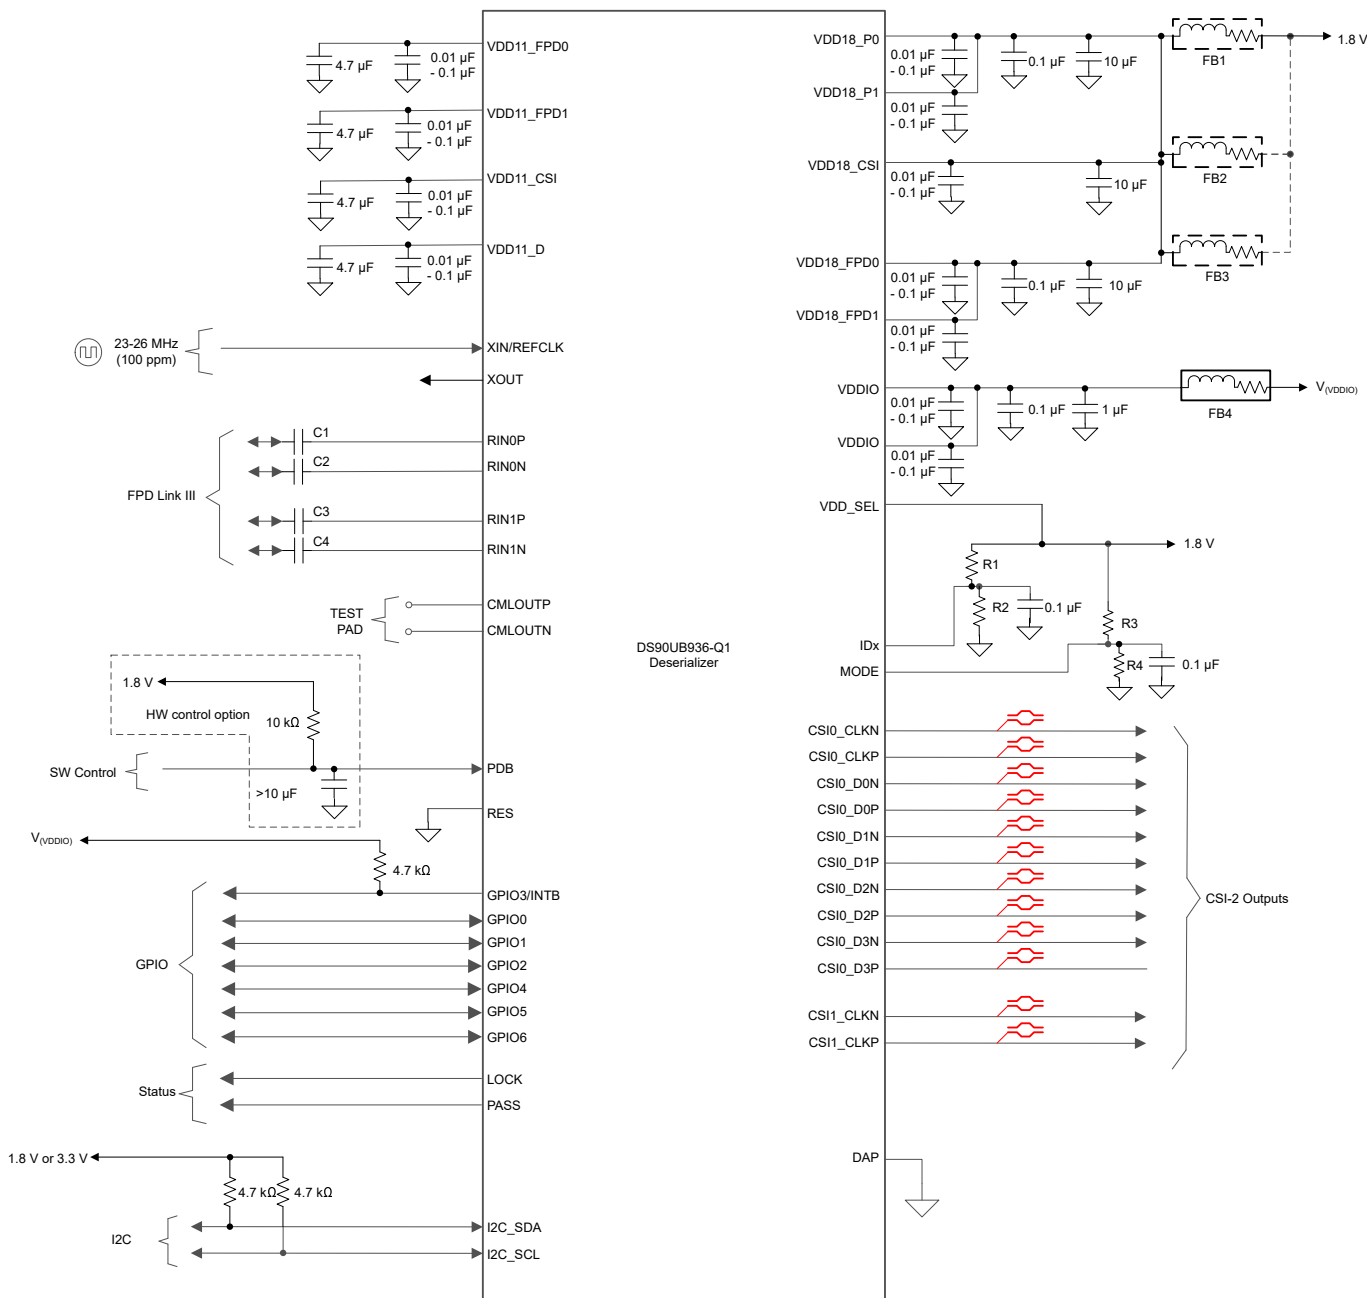 VDD11_FPD0
4.7 µF
0.01 µF
- 0.1 µF
VDD11_FPD1
4.7 µF
0.01 µF
- 0.1 µF
VDD11_CSI
4.7 µF
0.01 µF
- 0.1 µF
VDD11_D
4.7 µF
0.01 µF
- 0.1 µF
23-26 MHz
(100 ppm)
XIN/REFCLK
XOUT
FPD Link III
C1
RIN0P
C2
RIN0N
C3
RIN1P
C4
RIN1N
TEST
PAD
CMLOUTP
CMLOUTN
1.8 V
HW control option
10 kΩ
SW Control
>10 µF
PDB
RES
V(VDDIO)
4.7 kΩ
GPIO
GPIO3/INTB
GPIO0
GPIO1
GPIO2
GPIO4
GPIO5
GPIO6
Status
LOCK
PASS
1.8 V or 3.3 V
4.7 kΩ
4.7 kΩ
I2C
I2C_SDA
I2C_SCL
DS90UB936-Q1
Deserializer
VDD18_P0
0.01 µF
- 0.1 µF
0.1 µF
10 µF
FB1
1.8 V
VDD18_P1
0.01 µF
- 0.1 µF
VDD18_CSI
0.01 µF
- 0.1 µF
10 µF
FB2
VDD18_FPD0
0.01 µF
- 0.1 µF
0.1 µF
10 µF
FB3
VDD18_FPD1
0.01 µF
- 0.1 µF
VDDIO
0.01 µF
- 0.1 µF
0.1 µF
1 µF
FB4
V(VDDIO)
VDDIO
0.01 µF
- 0.1 µF
VDD_SEL
1.8 V
R1
R2
0.1 µF
R3
R4
0.1 µF
IDx
MODE
CSI0_CLKN
CSI0_CLKP
CSI0_D0N
CSI0_D0P
CSI0_D1N
CSI0_D1P
CSI0_D2N
CSI0_D2P
CSI0_D3N
CSI0_D3P
CSI1_CLKN
CSI1_CLKP
CSI-2 Outputs
DAP